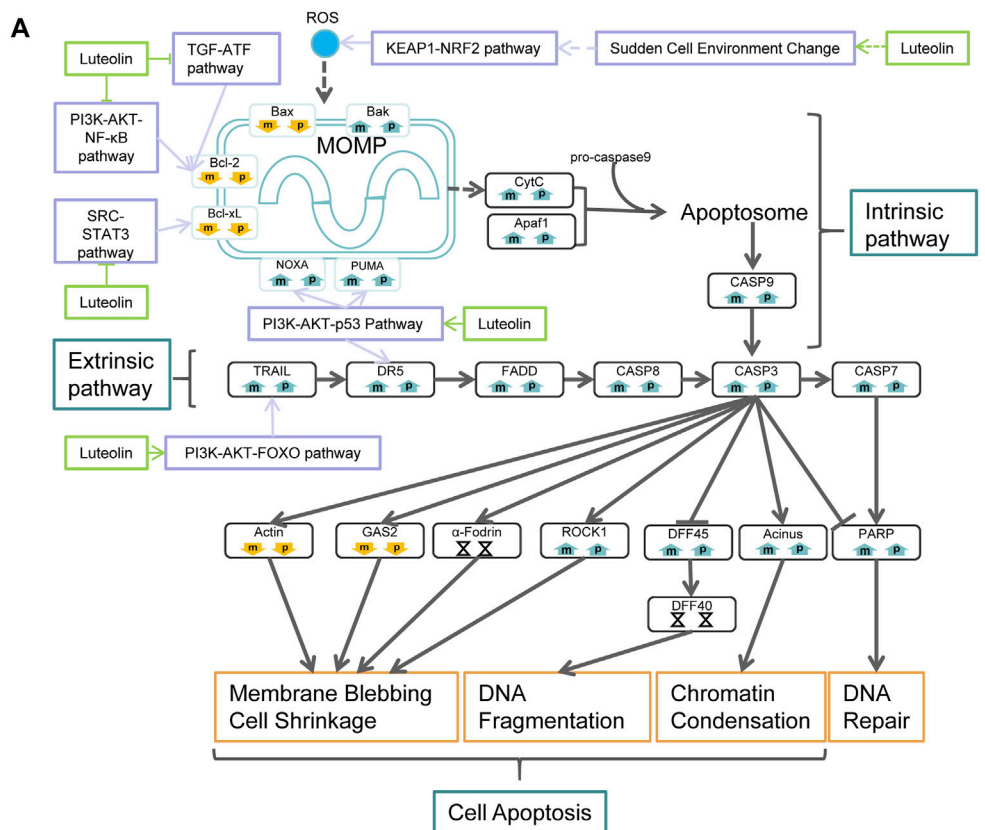 A
ROS
KEAP1-NRF2 pathway
Sudden Cell Environment Change
Luteolin
Luteolin
TGF-ATF
pathway
PI3K-AKT-
NF-κB
pathway
Bax
m p
Bak
m p
MOMP
Bcl-2
m p
Bcl-xL
m p
SRC-
STAT3
pathway
Luteolin
NOXA
m p
PUMA
m p
CytC
m p
Apaf1
m p
pro-caspase9
Apoptosome
Intrinsic
pathway
CASP9
m p
PI3K-AKT-p53 Pathway
Luteolin
Extrinsic
pathway
TRAIL
m p
DR5
m p
FADD
m p
CASP8
m p
CASP3
m p
CASP7
m p
Luteolin
PI3K-AKT-FOXO pathway
Actin
m p
GAS2
m p
α-Fodrin
ROCK1
m p
DFF45
m p
Acinus
m p
PARP
m p
DFF40
Membrane Blebbing
Cell Shrinkage
DNA
Fragmentation
Chromatin
Condensation
DNA
Repair
Cell Apoptosis